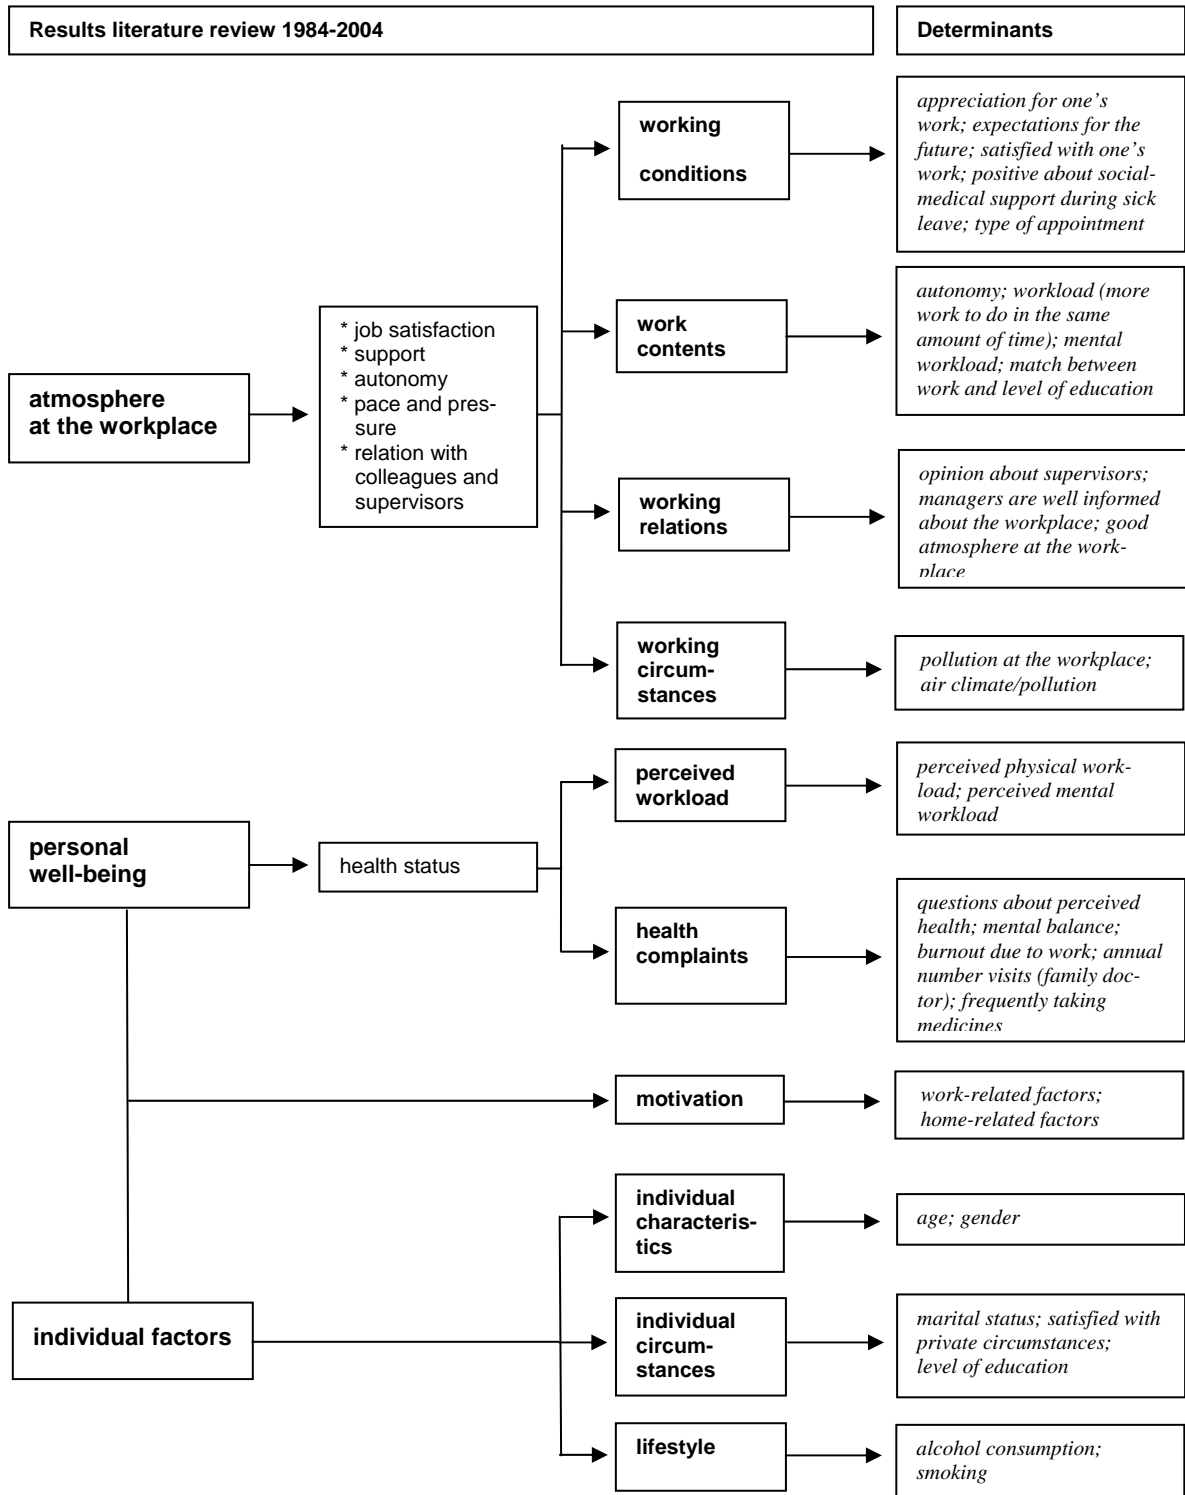 Results literature review 1984-2004
Determinants
working
conditions
appreciation for one's
work; expectations for the
future; satisfied with one's
work; positive about social-
medical support during sick
leave; type of appointment
atmosphere
at the workplace
* job satisfaction
* support
* autonomy
* pace and pres-
sure
* relation with
colleagues and
supervisors
work
contents
autonomy; workload (more
work to do in the same
amount of time); mental
workload; match between
work and level of education
working
relations
opinion about supervisors;
managers are well informed
about the workplace; good
atmosphere at the work-
place
working
circum-
stances
pollution at the workplace;
air climate/pollution
personal
well-being
health status
perceived
workload
perceived physical work-
load; perceived mental
workload
health
complaints
questions about perceived
health; mental balance;
burnout due to work; annual
number visits (family doc-
tor); frequently taking
medicines
motivation
work-related factors;
home-related factors
individual factors
individual
characteris-
tics
age; gender
individual
circum-
stances
marital status; satisfied with
private circumstances;
level of education
lifestyle
alcohol consumption;
smoking